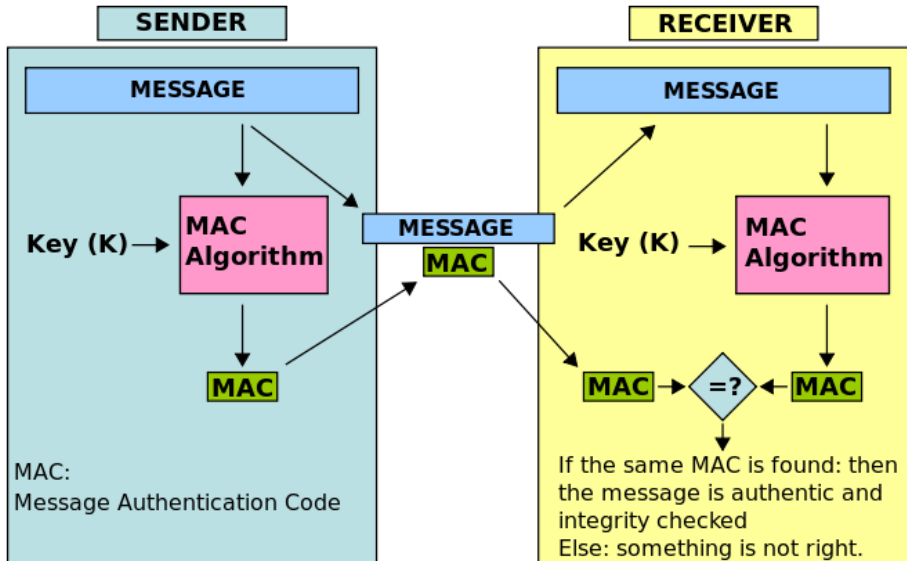 SENDER
MESSAGE
Key (K)
MAC
Algorithm
MAC
MAC:
Message Authentication Code
MESSAGE
MAC
RECEIVER
MESSAGE
Key (K)
MAC
Algorithm
MAC
=?
MAC
If the same MAC is found: then
the message is authentic and
integrity checked
Else: something is not right.